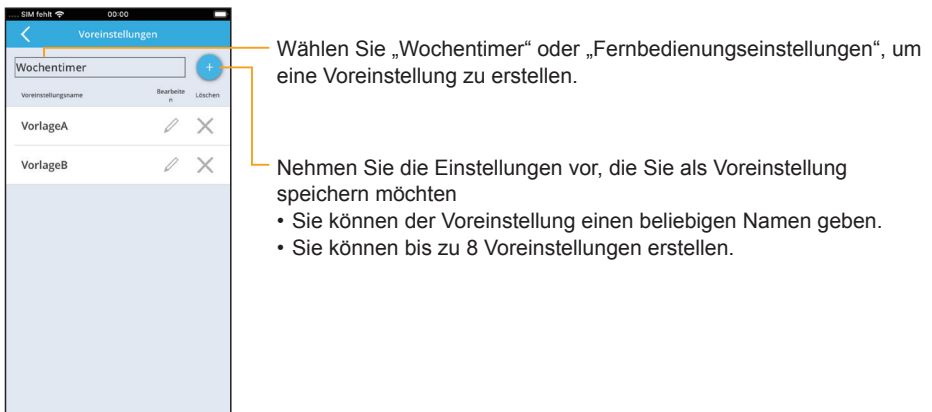 .... SIM fehlt 00:00
Voreinstellungen
Wochentimer
+
Voreinstellungsname
Bearbeite
n
Löschen
VorlageA
VorlageB
Wählen Sie „Wochentimer“ oder „Fernbedienungseinstellungen“, um
eine Voreinstellung zu erstellen.
Nehmen Sie die Einstellungen vor, die Sie als Voreinstellung
speichern möchten
• Sie können der Voreinstellung einen beliebigen Namen geben.
• Sie können bis zu 8 Voreinstellungen erstellen.